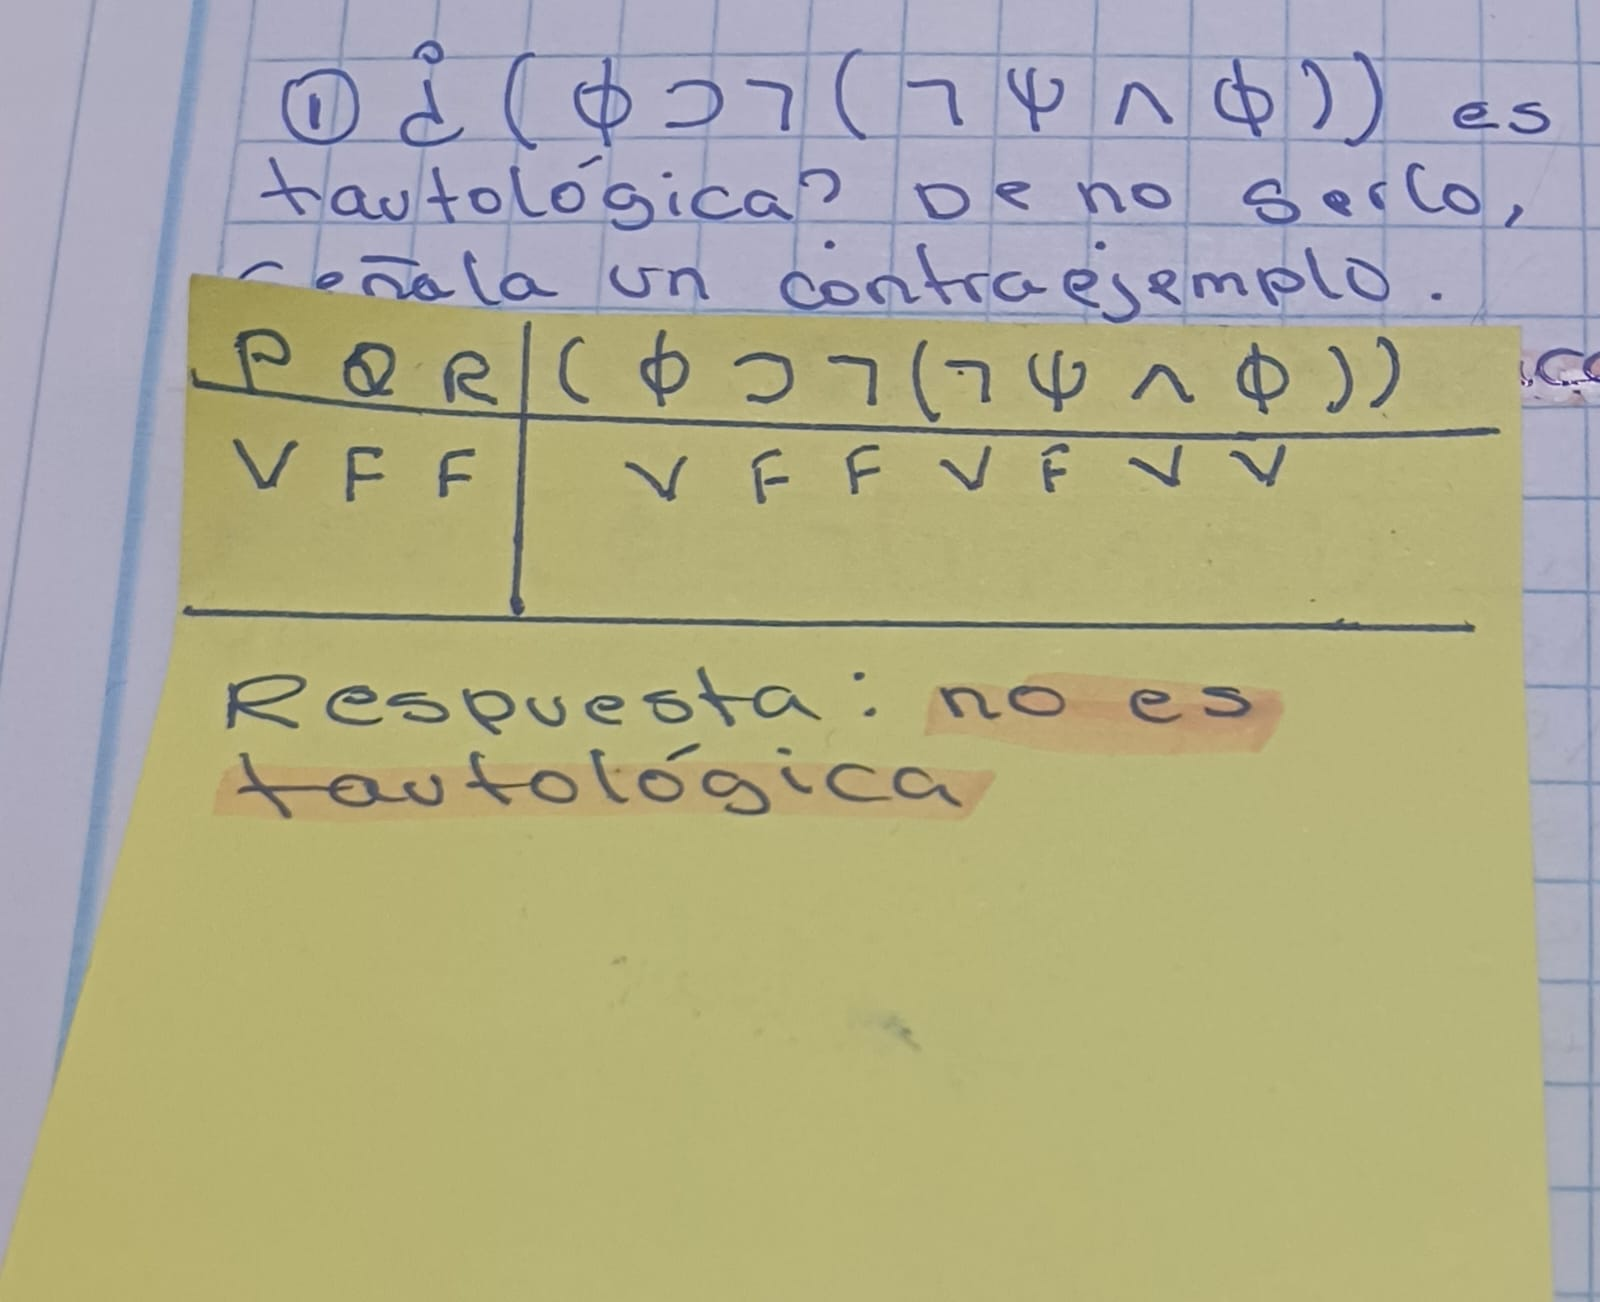 ① ¿(ϕ⊃¬(¬ψ∧ϕ)) es
tautológica? De no serlo,
señala un contraejemplo.
P Q R | (ϕ⊃¬(¬ψ∧ϕ))
V F F | V F F V F V V
Respuesta: no es
tautológica